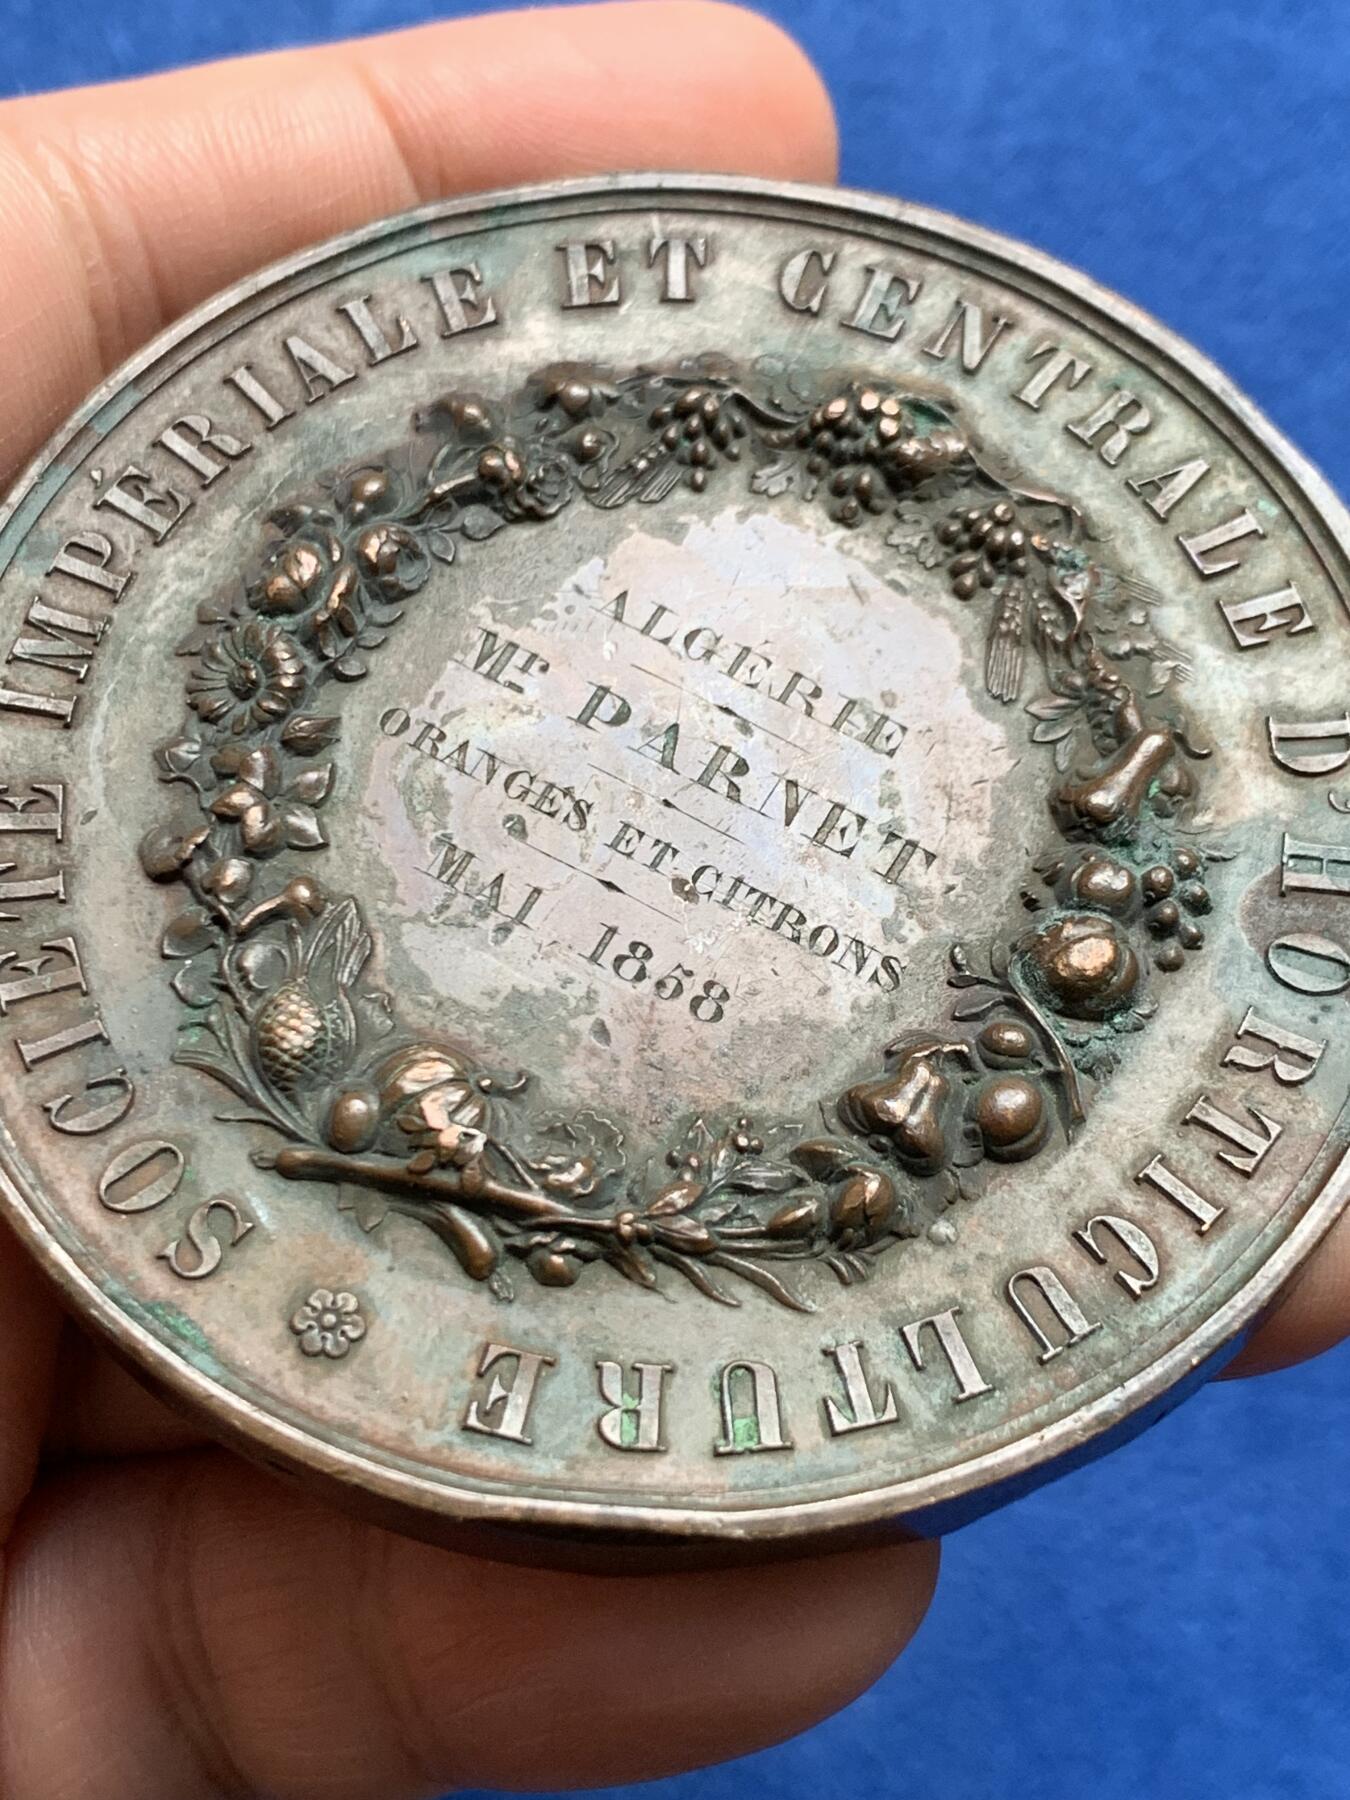 SOCIÉTÉ IMPÉRIALE ET CENTRALE D'HORTICULTURE
ALGÉRIE
Mr PARNET
ORANGES ET CITRONS
MAI 1858